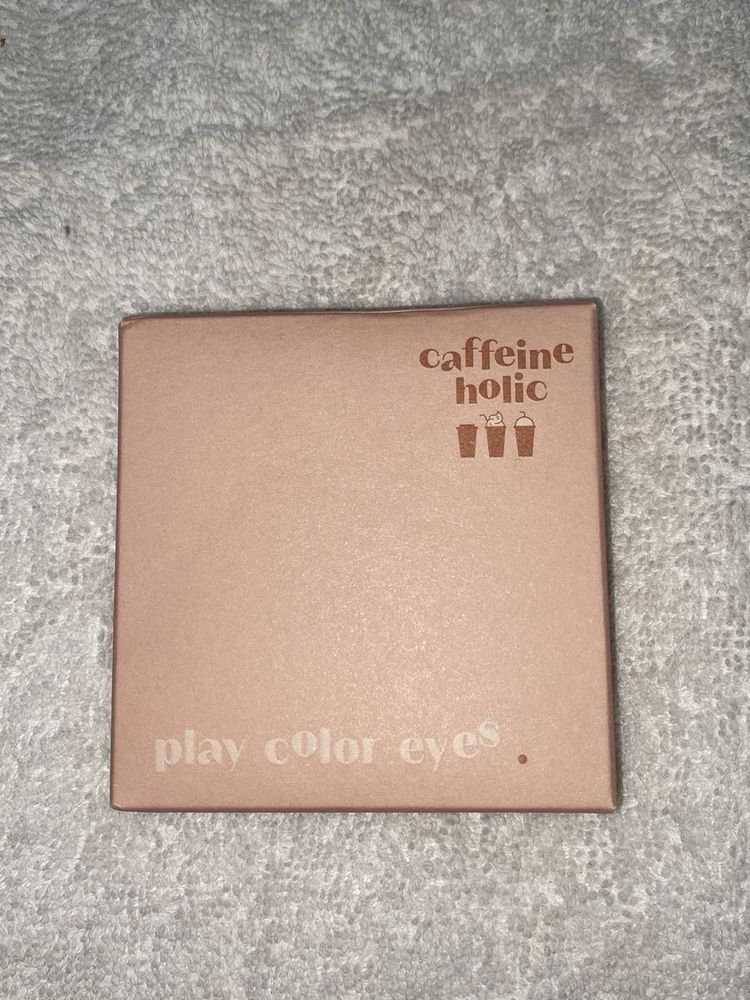 caffeine
holic
play color eyes